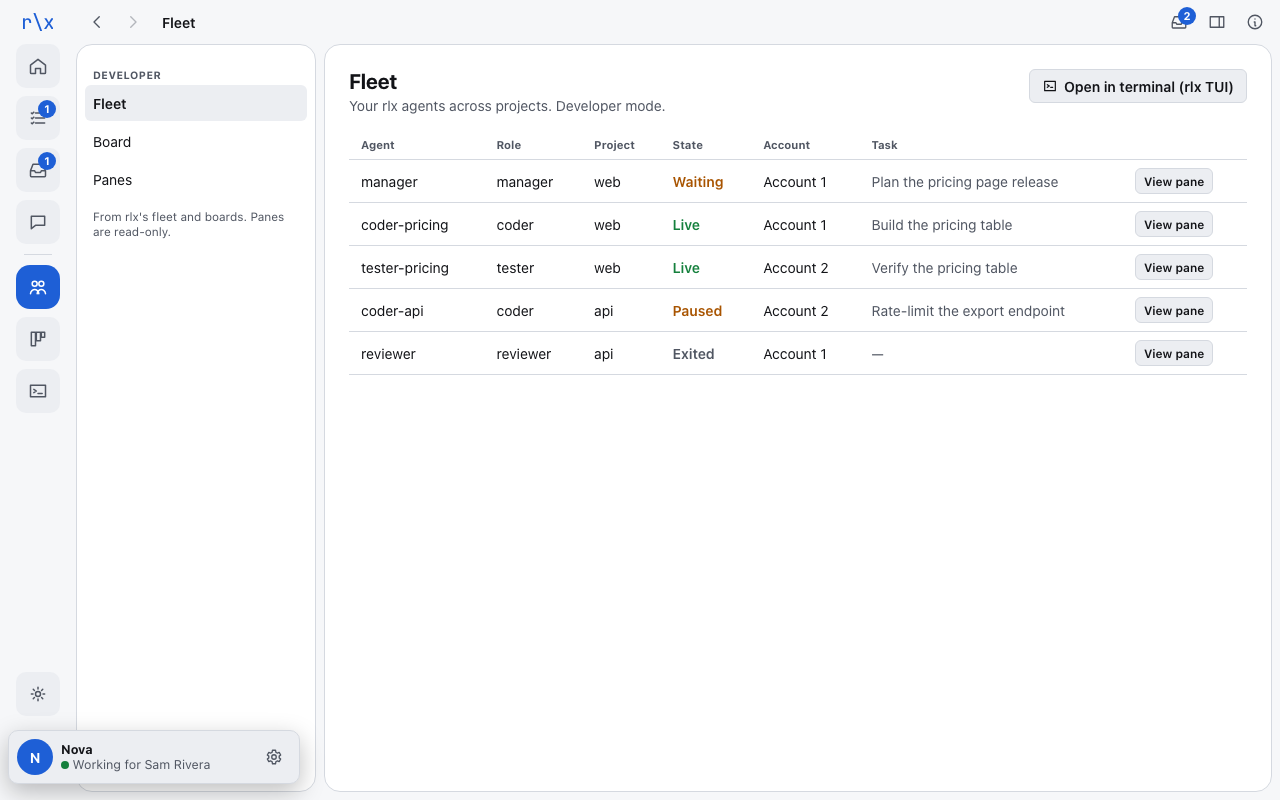 r\x
Fleet
2
1
1
DEVELOPER
Fleet
Board
Panes
From rlx's fleet and boards. Panes
are read-only.
Fleet
Your rlx agents across projects. Developer mode.
Open in terminal (rlx TUI)
Agent Role Project State Account Task
manager manager web Waiting Account 1 Plan the pricing page release View pane
coder-pricing coder web Live Account 1 Build the pricing table View pane
tester-pricing tester web Live Account 2 Verify the pricing table View pane
coder-api coder api Paused Account 2 Rate-limit the export endpoint View pane
reviewer reviewer api Exited Account 1 — View pane
N
Nova
Working for Sam Rivera